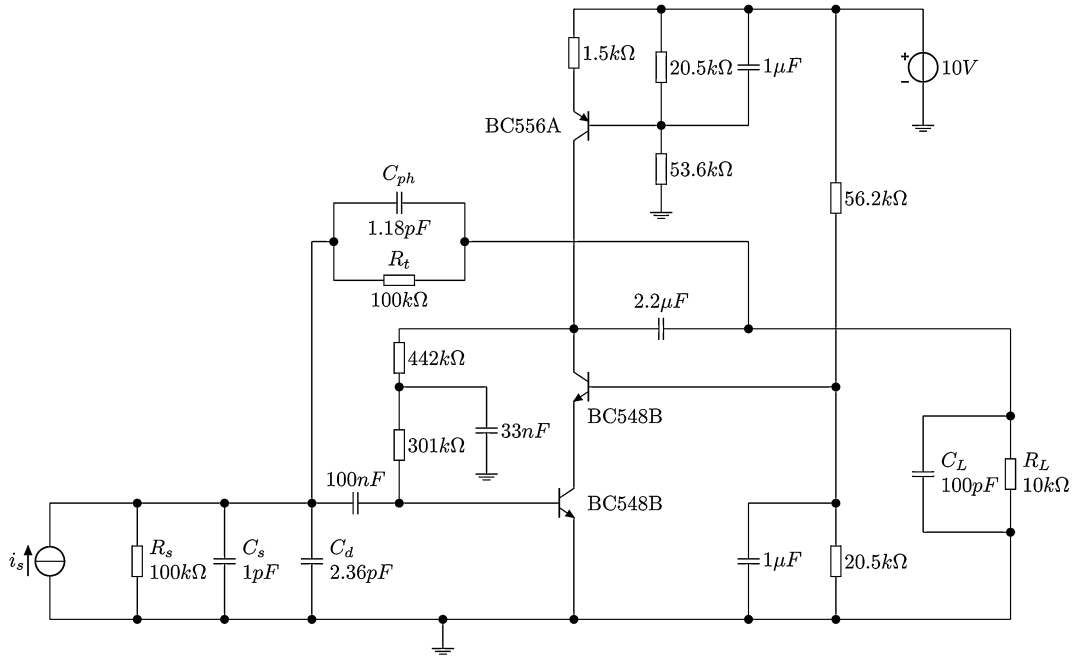 1.5kΩ
20.5kΩ
1μF
10V
BC556A
53.6kΩ
C_ph
1.18pF
56.2kΩ
R_t
100kΩ
2.2μF
442kΩ
BC548B
301kΩ
33nF
C_L
100pF
R_L
10kΩ
100nF
BC548B
i_s
R_s
100kΩ
C_s
1pF
C_d
2.36pF
1μF
20.5kΩ